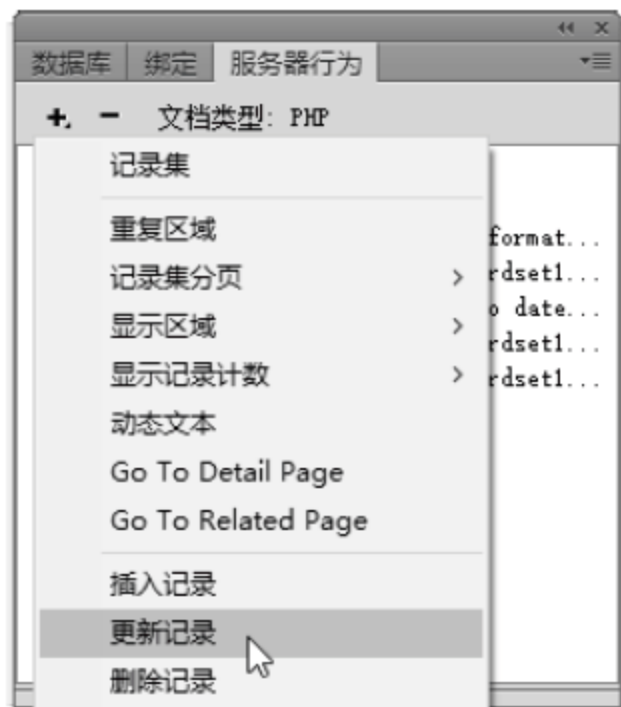 数据库 绑定 服务器行为
文档类型: PHP
记录集
重复区域
format...
记录集分页
rdset1...
显示区域
o date...
rdset1...
显示记录计数
rdset1...
动态文本
Go To Detail Page
Go To Related Page
插入记录
更新记录
删除记录